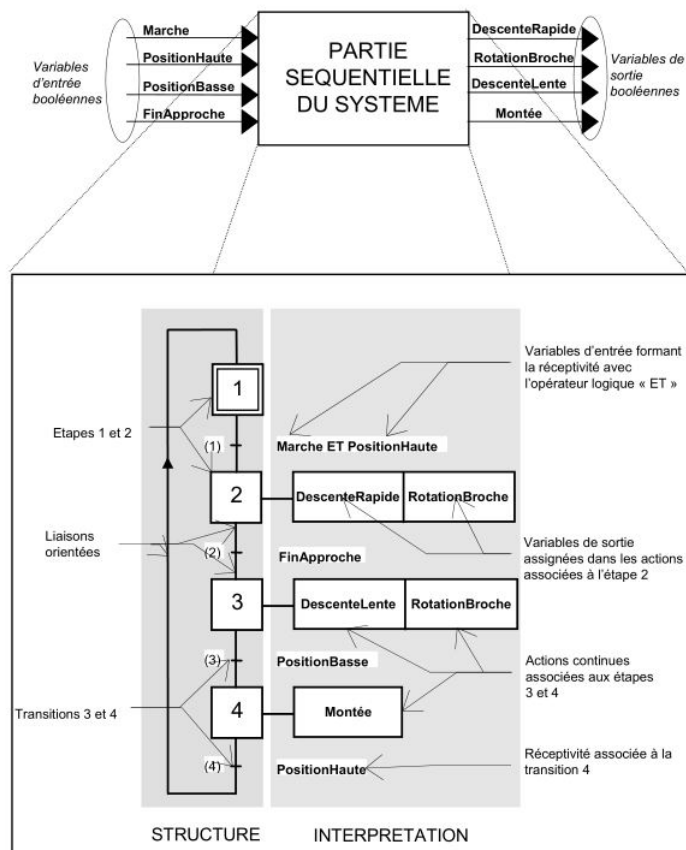 Marche
PositionHaute
PositionBasse
FinApproche
Variables
d'entrée
booléennes
PARTIE
SEQUENTIELLE
DU SYSTEME
DescenteRapide
RotationBroche
DescenteLente
Montée
Variables de
sortie
booléennes
Variables d'entrée formant
la réceptivité avec
l'opérateur logique « ET »
1
Etapes 1 et 2
(1)
Marche ET PositionHaute
2
DescenteRapide
RotationBroche
Liaisons
orientées
(2)
FinApproche
Variables de sortie
assignées dans les actions
associées à l'étape 2
3
DescenteLente
RotationBroche
(3)
PositionBasse
Actions continues
associées aux étapes
3 et 4
Transitions 3 et 4
4
Montée
(4)
PositionHaute
Réceptivité associée à la
transition 4
STRUCTURE
INTERPRETATION